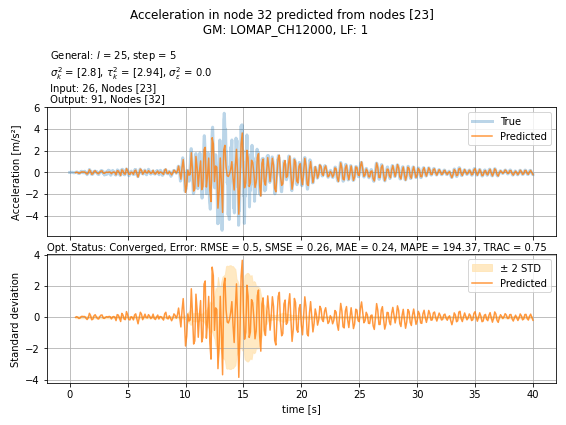 Acceleration in node 32 predicted from nodes [23]
GM: LOMAP_CH12000, LF: 1
General: l = 25, step = 5
σ²ₖ = [2.8], τ²ₖ = [2.94], σ²ε = 0.0
Input: 26, Nodes [23]
Output: 91, Nodes [32]
Acceleration [m/s²]
6
4
2
0
−2
−4
True
Predicted
Opt. Status: Converged, Error: RMSE = 0.5, SMSE = 0.26, MAE = 0.24, MAPE = 194.37, TRAC = 0.75
Standard deviation
4
2
0
−2
−4
± 2 STD
Predicted
0 5 10 15 20 25 30 35 40
time [s]